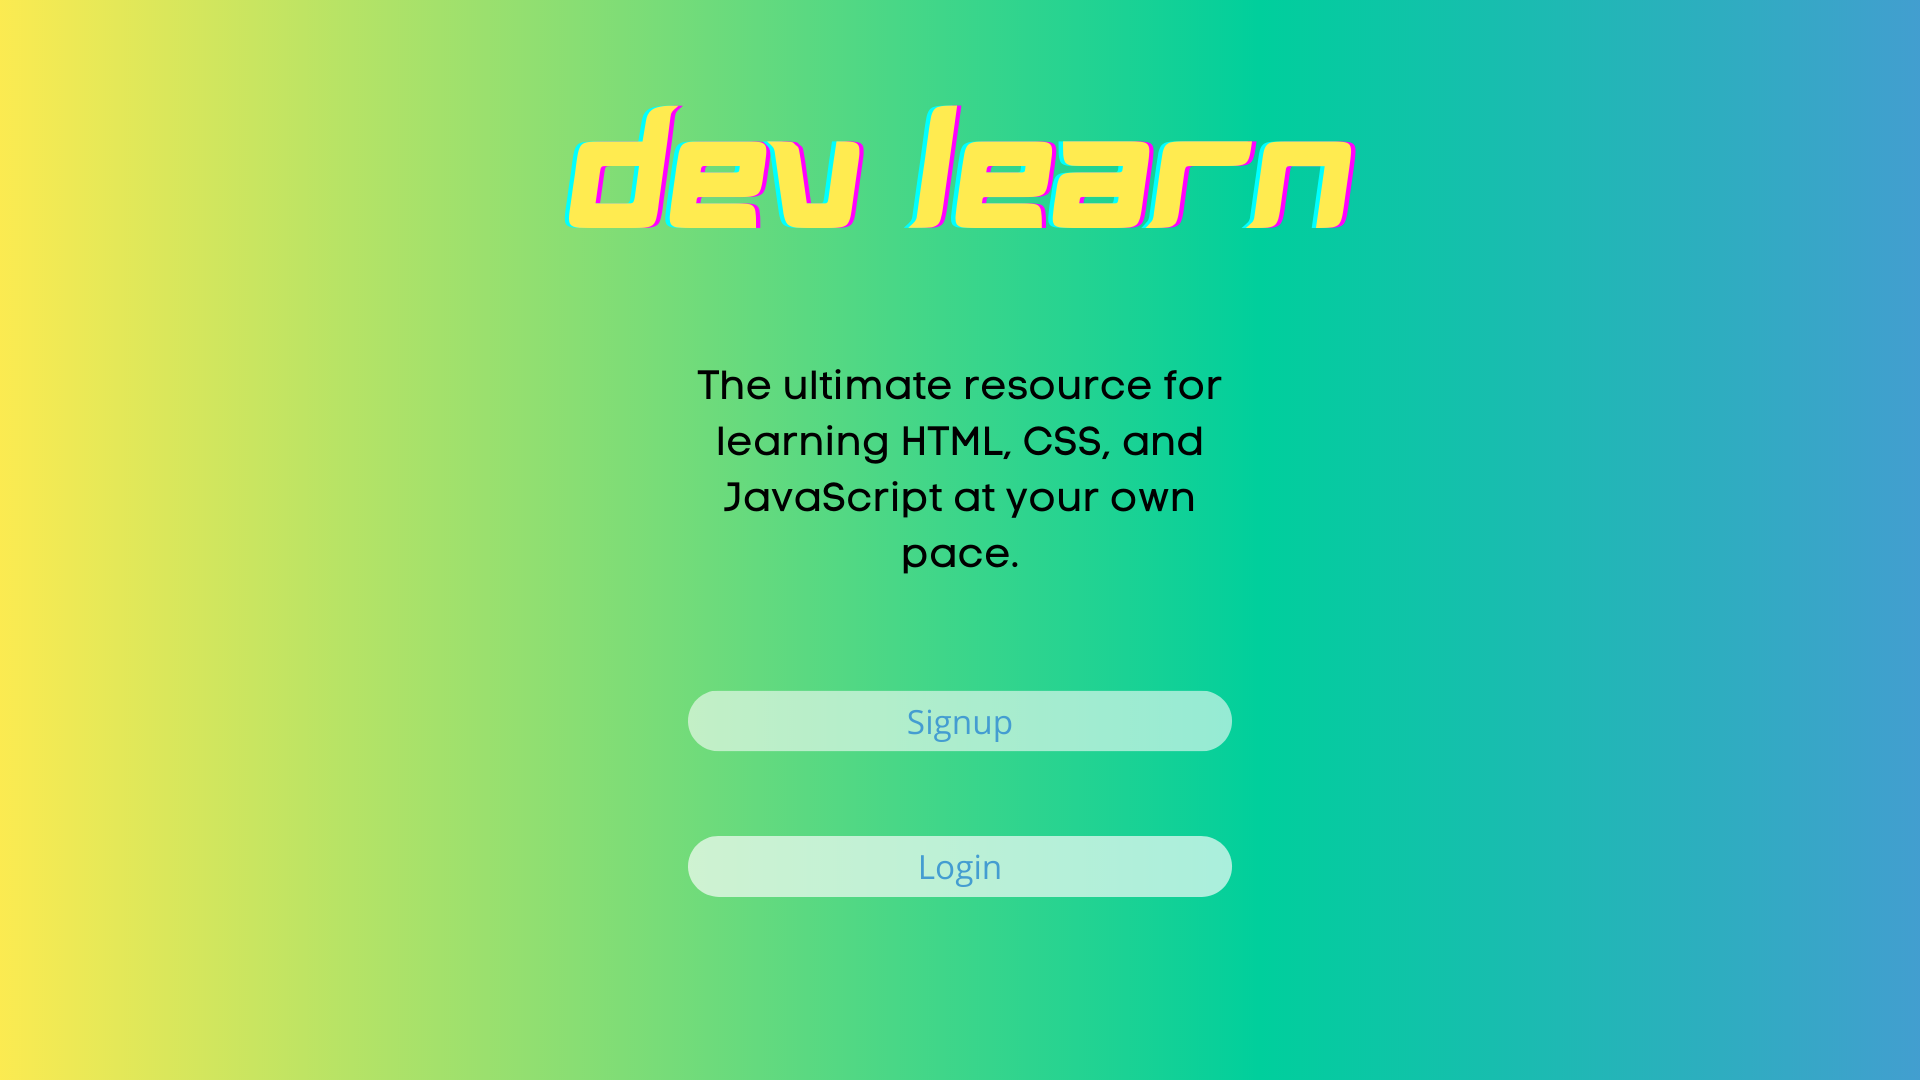 dev learn
The ultimate resource for
learning HTML, CSS, and
JavaScript at your own
pace.
Signup
Login